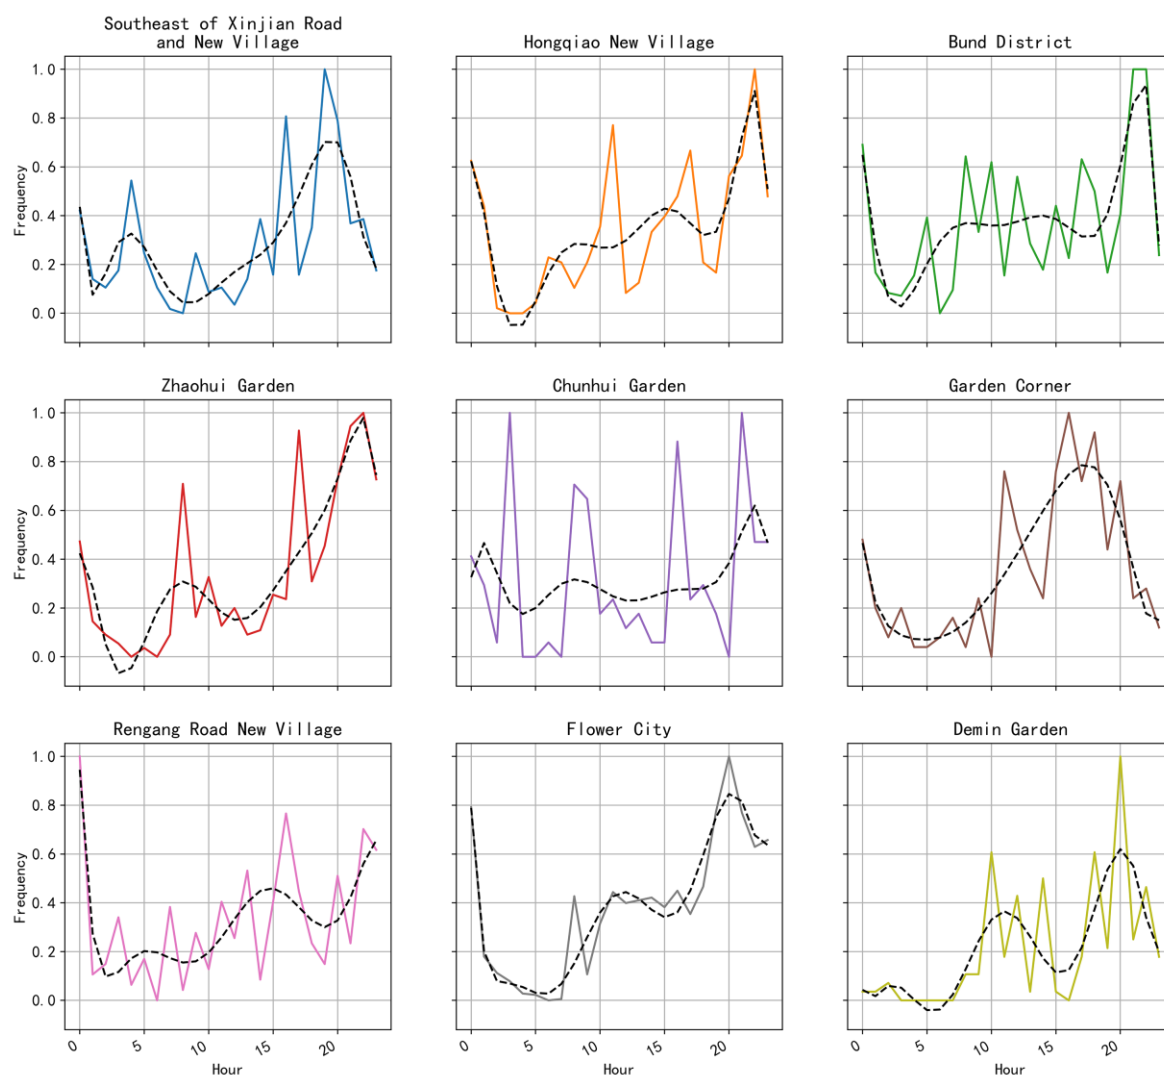 Southeast of Xinjian Road
and New Village
Hongqiao New Village
Bund District
Frequency
1.0
0.8
0.6
0.4
0.2
0.0
Zhaohui Garden
Chunhui Garden
Garden Corner
Frequency
1.0
0.8
0.6
0.4
0.2
0.0
Rengang Road New Village
Flower City
Demin Garden
Frequency
1.0
0.8
0.6
0.4
0.2
0.0
0 5 10 15 20
0 5 10 15 20
0 5 10 15 20
Hour
Hour
Hour